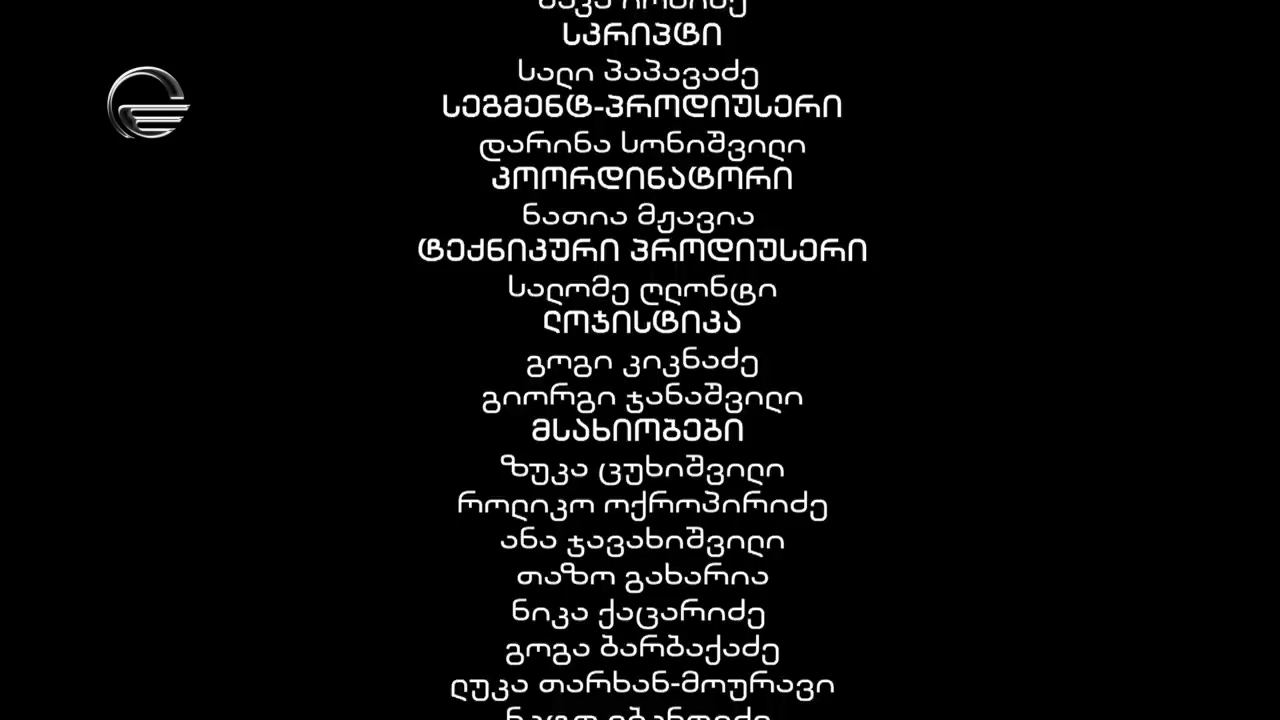 სკრიპტი
სალი პაპავაძე
სეგმენტ-პროდიუსერი
დარინა სონიშვილი
კოორდინატორი
ნათია მჟავია
ტექნიკური პროდიუსერი
სალომე ღლონტი
ლოჯისტიკა
გოგი კიკნაძე
გიორგი ჯანაშვილი
მსახიობები
ზუკა ცუხიშვილი
როლიკო ოქროპირიძე
ანა ჯავახიშვილი
თაზო გახარია
ნიკა ქაცარიძე
გოგა ბარბაქაძე
ლუკა თარხან-მოურავი